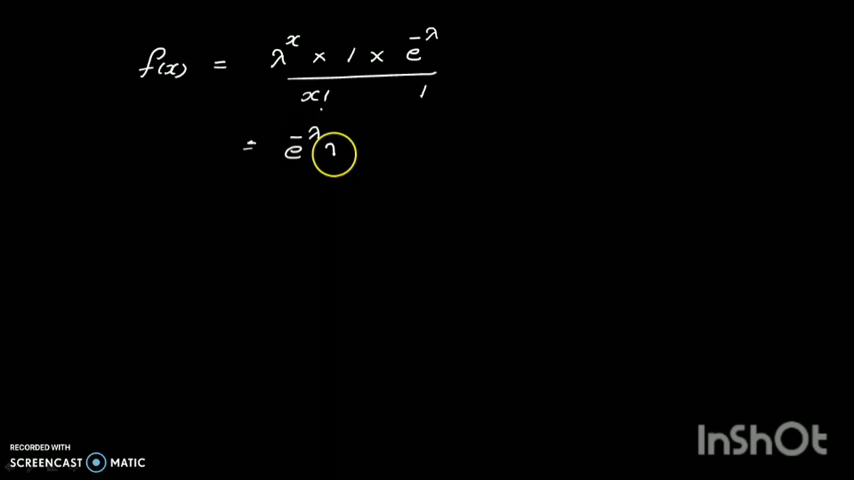 f(x) = λ^x × 1 × e^-λ
x! 1
= e^-λ λ
InShOt
RECORDED WITH
SCREENCAST MATIC